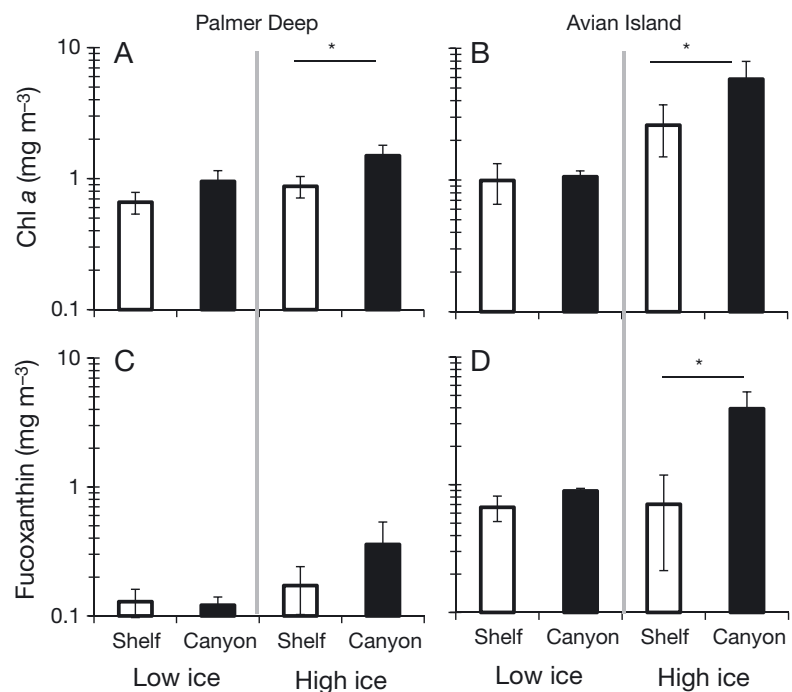 Palmer Deep Avian Island
A * B *
Chl a (mg m⁻³)
10
1
0.1
C D *
Fucoxanthin (mg m⁻³)
10
1
0.1
Shelf Canyon Shelf Canyon Shelf Canyon Shelf Canyon
Low ice High ice Low ice High ice